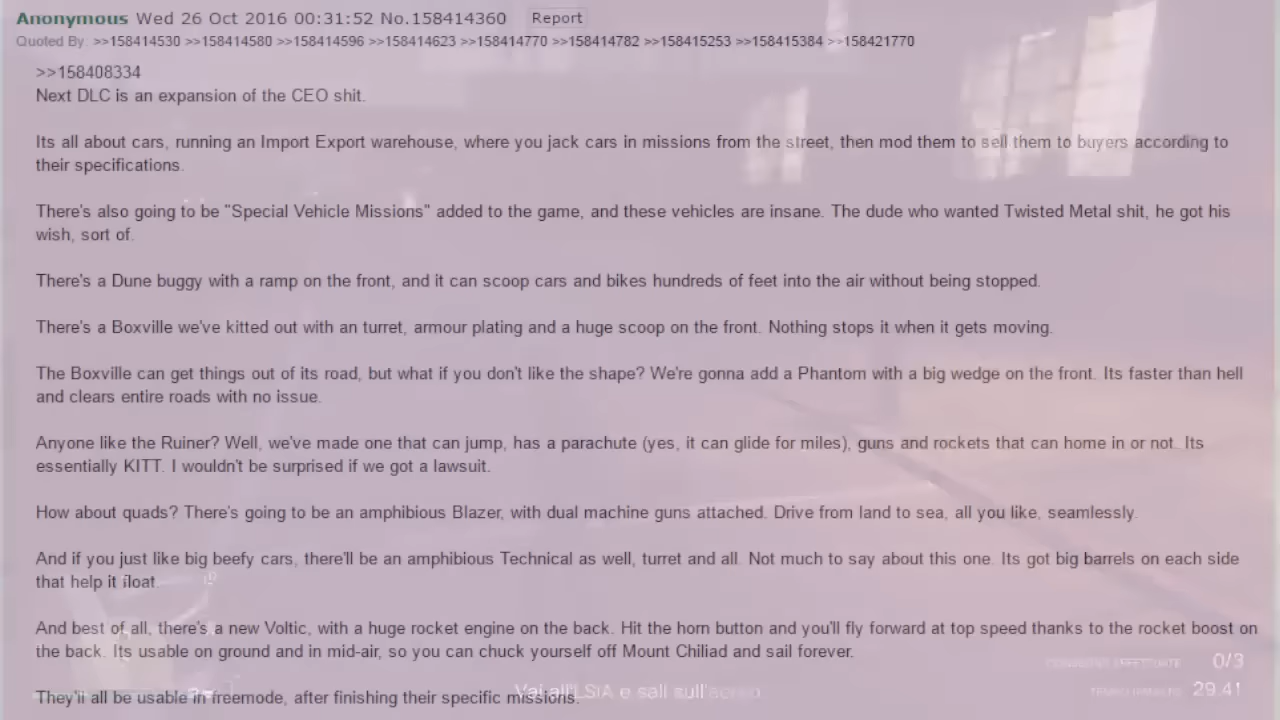 Anonymous Wed 26 Oct 2016 00:31:52 No.158414360 Report
Quoted By: >>158414530 >>158414580 >>158414596 >>158414623 >>158414770 >>158414782 >>158415253 >>158415384 >>158421770
>>158408334
Next DLC is an expansion of the CEO shit.
Its all about cars, running an Import Export warehouse, where you jack cars in missions from the street, then mod them to sell them to buyers according to
their specifications.
There's also going to be "Special Vehicle Missions" added to the game, and these vehicles are insane. The dude who wanted Twisted Metal shit, he got his
wish, sort of.
There's a Dune buggy with a ramp on the front, and it can scoop cars and bikes hundreds of feet into the air without being stopped.
There's a Boxville we've kitted out with an turret, armour plating and a huge scoop on the front. Nothing stops it when it gets moving.
The Boxville can get things out of its road, but what if you don't like the shape? We're gonna add a Phantom with a big wedge on the front. Its faster than hell
and clears entire roads with no issue.
Anyone like the Ruiner? Well, we've made one that can jump, has a parachute (yes, it can glide for miles), guns and rockets that can home in or not. Its
essentially KITT. I wouldn't be surprised if we got a lawsuit.
How about quads? There's going to be an amphibious Blazer, with dual machine guns attached. Drive from land to sea, all you like, seamlessly.
And if you just like big beefy cars, there'll be an amphibious Technical as well, turret and all. Not much to say about this one. Its got big barrels on each side
that help it float.
And best of all, there's a new Voltic, with a huge rocket engine on the back. Hit the horn button and you'll fly forward at top speed thanks to the rocket boost on
the back. Its usable on ground and in mid-air, so you can chuck yourself off Mount Chiliad and sail forever.
0/3
They'll all be usable in freemode, after finishing their specific missions.
Vai all'LSIA e sali sull'aereo
29.41